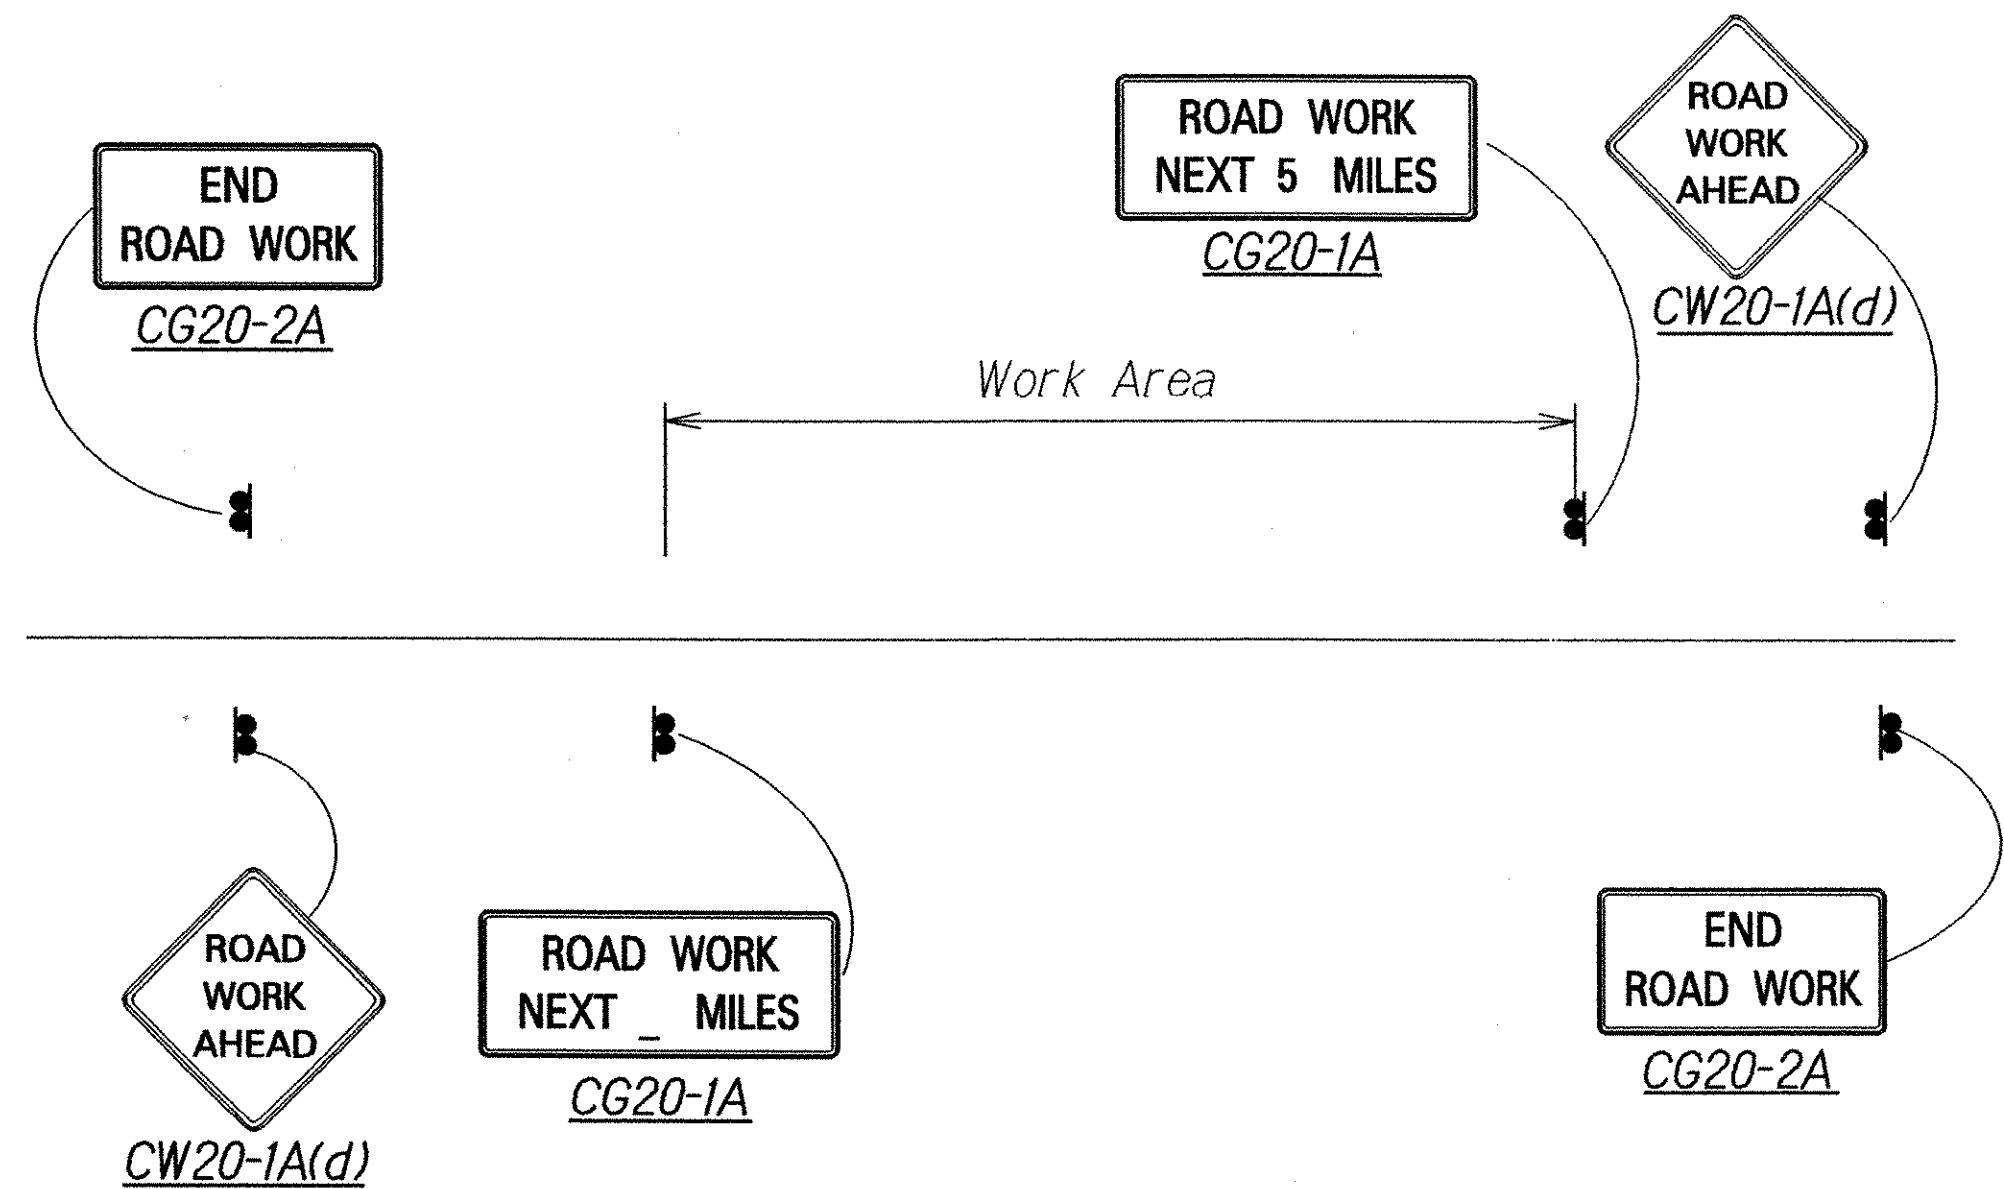 END
ROAD WORK
CG20-2A
ROAD WORK
NEXT 5 MILES
CG20-1A
ROAD
WORK
AHEAD
CW20-1A(d)
Work Area
ROAD
WORK
AHEAD
CW20-1A(d)
ROAD WORK
NEXT _ MILES
CG20-1A
END
ROAD WORK
CG20-2A